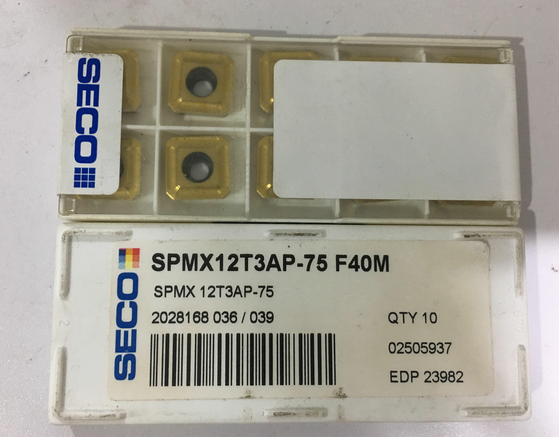 SECO
SECO
SPMX12T3AP-75 F40M
SPMX 12T3AP-75
2028168 036 / 039
QTY 10
02505937
EDP 23982